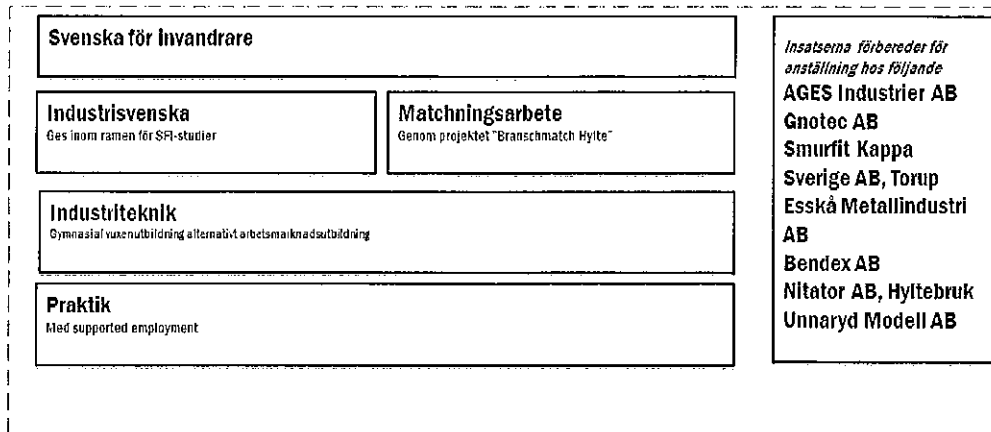 Svenska för invandrare
Industrisvenska
Ges inom ramen för SFI-studier
Matchningsarbete
Genom projektet "Branschmatch Hylte"
Industriteknik
Gymnasial vuxenutbildning alternativt arbetsmarknadsutbildning
Praktik
Med supported employment
Insatserna förbereder för
anställning hos följande
AGES Industrier AB
Gnotec AB
Smurfit Kappa
Sverige AB, Torup
Esskå Metallindustri
AB
Bendex AB
Nitator AB, Hyltebruk
Unnaryd Modell AB